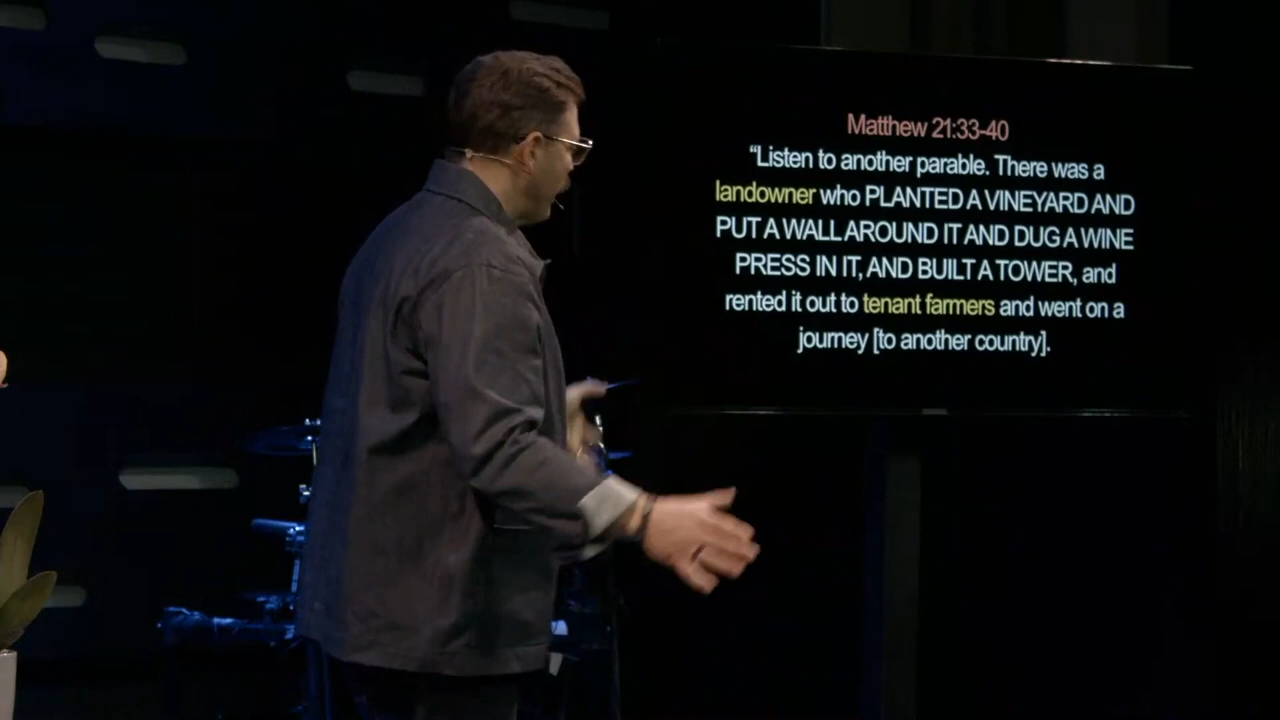 Matthew 21:33-40
“Listen to another parable. There was a
landowner who PLANTED A VINEYARD AND
PUT A WALL AROUND IT AND DUG A WINE
PRESS IN IT, AND BUILT A TOWER, and
rented it out to tenant farmers and went on a
journey [to another country].